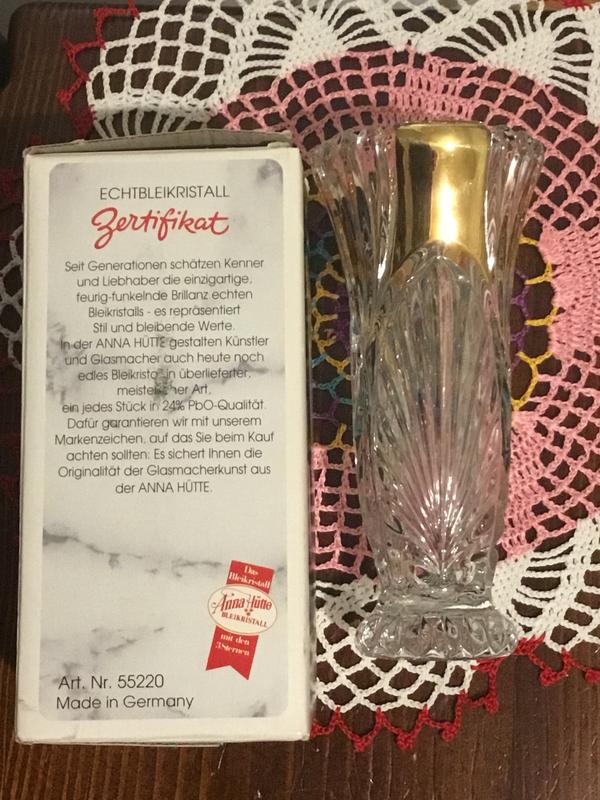 ECHTBLEIKRISTALL
Zertifikat
Seit Generationen schätzen Kenner
und Liebhaber die einzigartige,
feurig-funkelnde Brillanz echten
Bleikristalls - es repräsentiert
Stil und bleibende Werte.
In der ANNA HÜTTE gestalten Künstler
und Glasmacher auch heute noch
edles in überlieferter,
Art,
ein jedes Stück in 24% PbO-Qualität.
Dafür garantieren wir mit unserem
Markenzeichen, auf das Sie beim Kauf
achten sollten: Es sichert Ihnen die
Originalität der Glasmacherkunst aus
der ANNA HÜTTE.
Das
Bleikristall
Anna Hütte
BLEIKRISTALL
mit den
3 Sternen
Art. Nr. 55220
Made in Germany